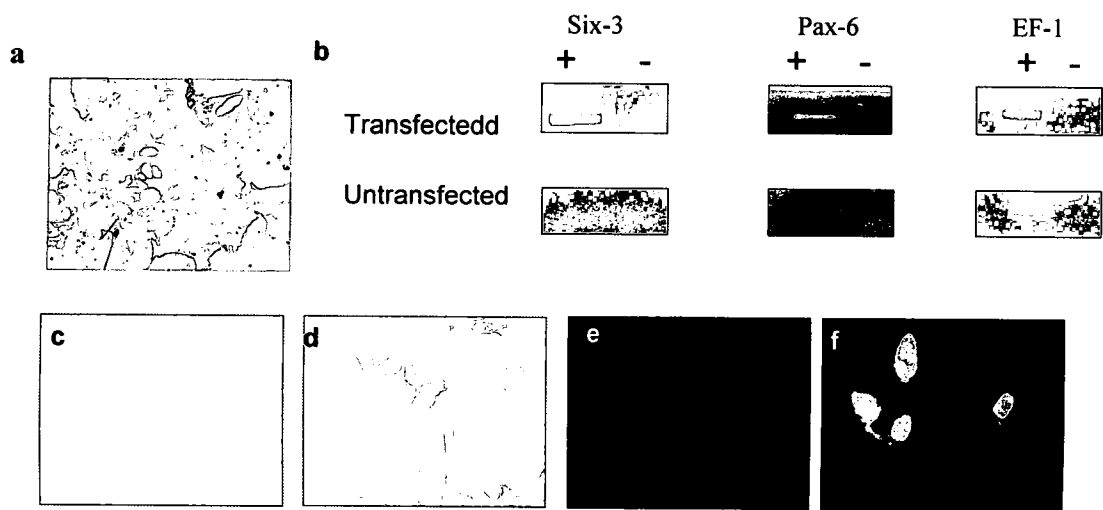 a
b
Six-3 Pax-6 EF-1
+ - + - + -
Transfectedd
Untransfected
c
d
e
f